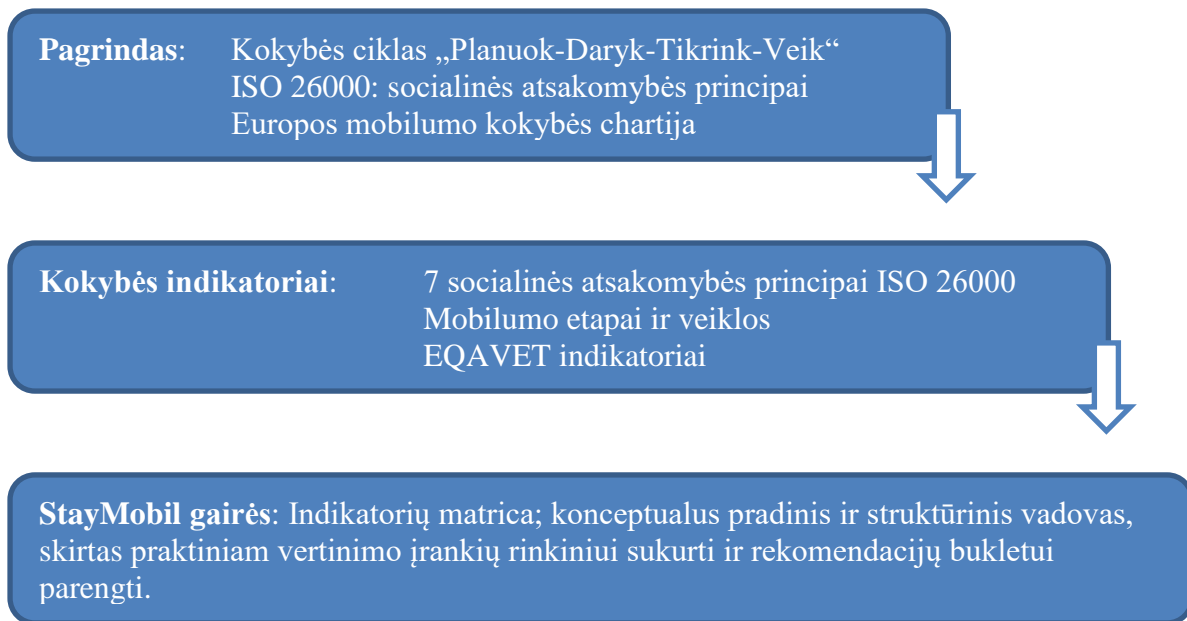 Pagrindas: Kokybės ciklas „Planuok-Daryk-Tikrink-Veik“
ISO 26000: socialinės atsakomybės principai
Europos mobilumo kokybės chartija
Kokybės indikatoriai: 7 socialinės atsakomybės principai ISO 26000
Mobilumo etapai ir veiklos
EQAVET indikatoriai
StayMobil gairės: Indikatorių matrica; konceptualus pradinis ir struktūrinis vadovas,
skirtas praktiniam vertinimo įrankių rinkiniui sukurti ir rekomendacijų bukletui
parengti.